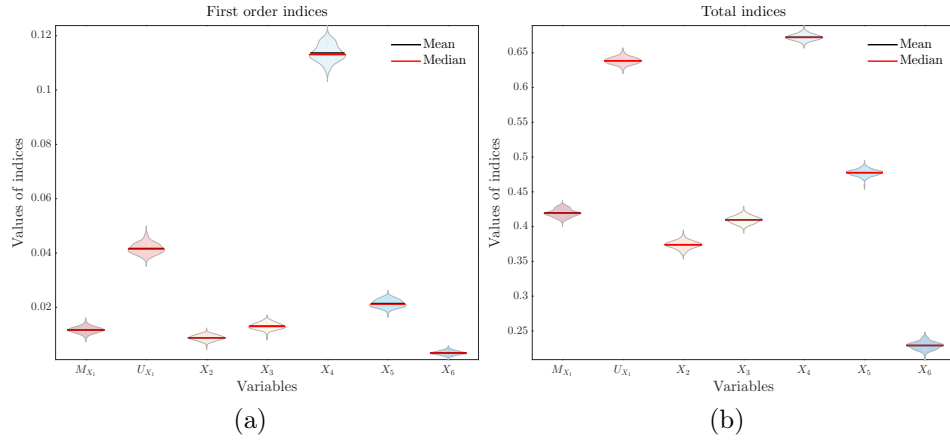 First order indices
Mean
Median
0.12
0.1
0.08
0.06
0.04
0.02
Values of indices
M_{X_1} U_{X_1} X_2 X_3 X_4 X_5 X_6
Variables
(a)
Total indices
Mean
Median
0.65
0.6
0.55
0.5
0.45
0.4
0.35
0.3
0.25
Values of indices
M_{X_1} U_{X_1} X_2 X_3 X_4 X_5 X_6
Variables
(b)